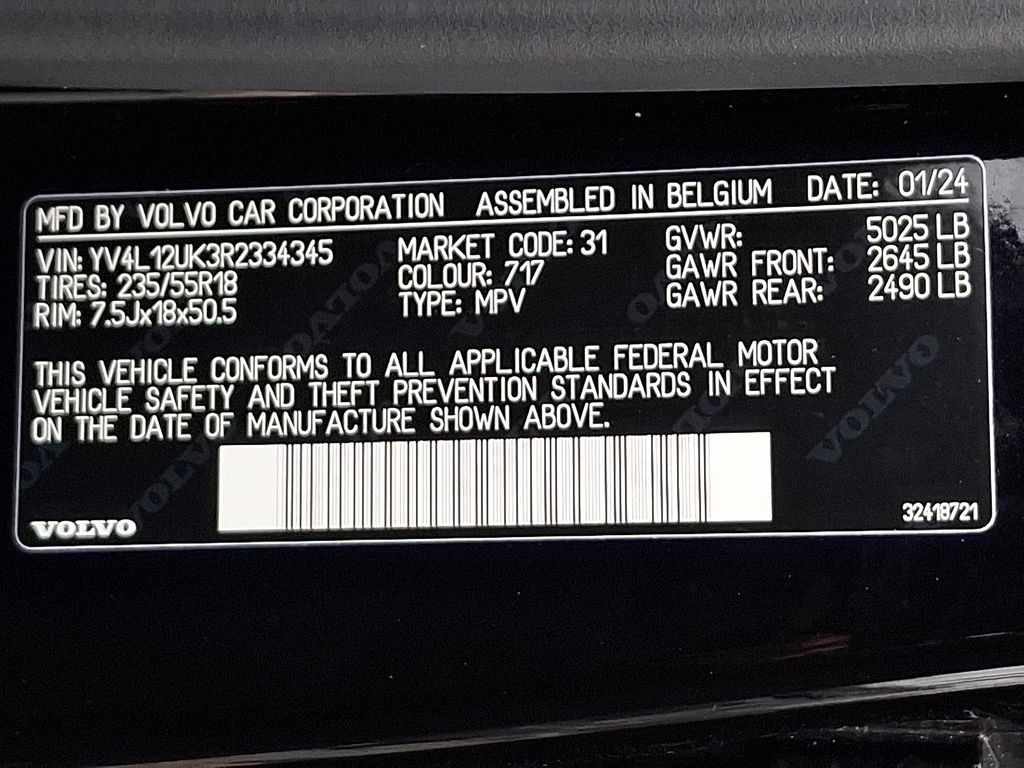 MFD BY VOLVO CAR CORPORATION ASSEMBLED IN BELGIUM DATE: 01/24
VIN: YV4L12UK3R2334345 MARKET CODE: 31 GVWR: 5025 LB
TIRES: 235/55R18 COLOUR: 717 GAWR FRONT: 2645 LB
RIM: 7.5Jx18x50.5 TYPE: MPV GAWR REAR: 2490 LB
THIS VEHICLE CONFORMS TO ALL APPLICABLE FEDERAL MOTOR
VEHICLE SAFETY AND THEFT PREVENTION STANDARDS IN EFFECT
ON THE DATE OF MANUFACTURE SHOWN ABOVE.
VOLVO 32418721